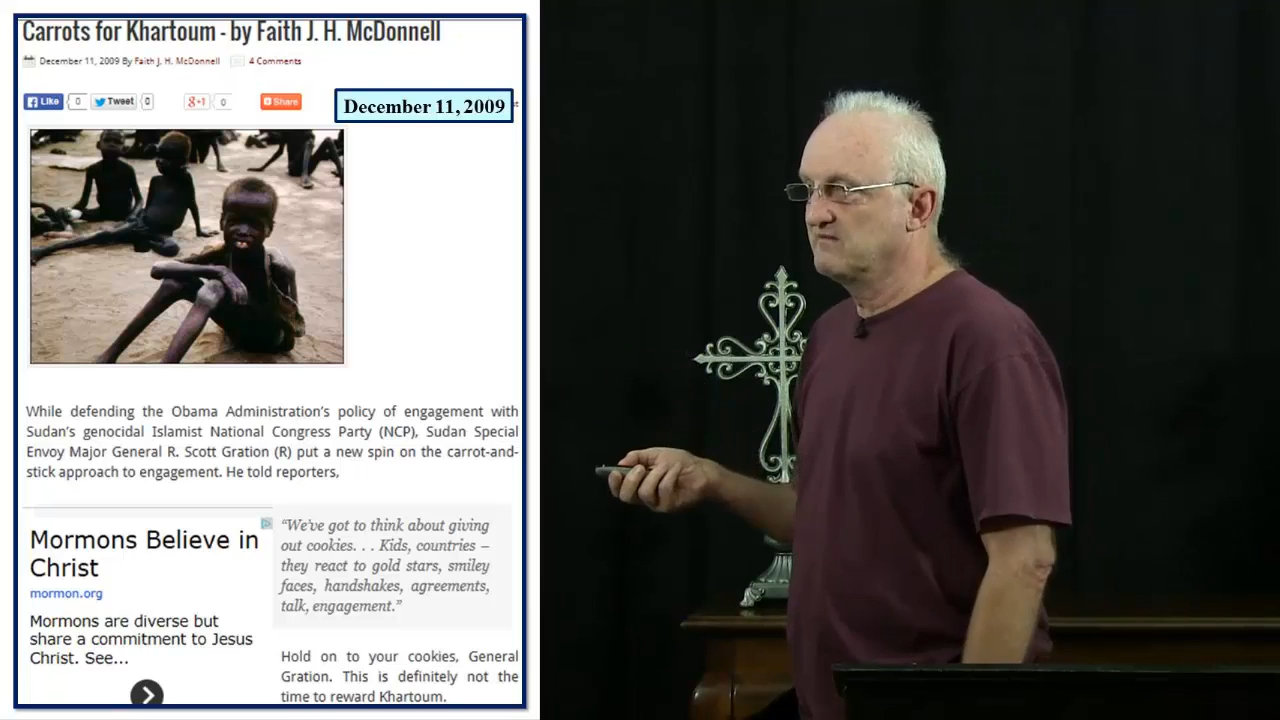 Carrots for Khartoum - by Faith J. H. McDonnell
December 11, 2009 By Faith J. H. McDonnell 4 Comments
Like 0 Tweet 0 g+1 0 Share
December 11, 2009
While defending the Obama Administration's policy of engagement with
Sudan's genocidal Islamist National Congress Party (NCP), Sudan Special
Envoy Major General R. Scott Gration (R) put a new spin on the carrot-and-
stick approach to engagement. He told reporters,
Mormons Believe in
Christ
mormon.org
Mormons are diverse but
share a commitment to Jesus
Christ. See...
“We've got to think about giving
out cookies. . . Kids, countries –
they react to gold stars, smiley
faces, handshakes, agreements,
talk, engagement.”
Hold on to your cookies, General
Gration. This is definitely not the
time to reward Khartoum.